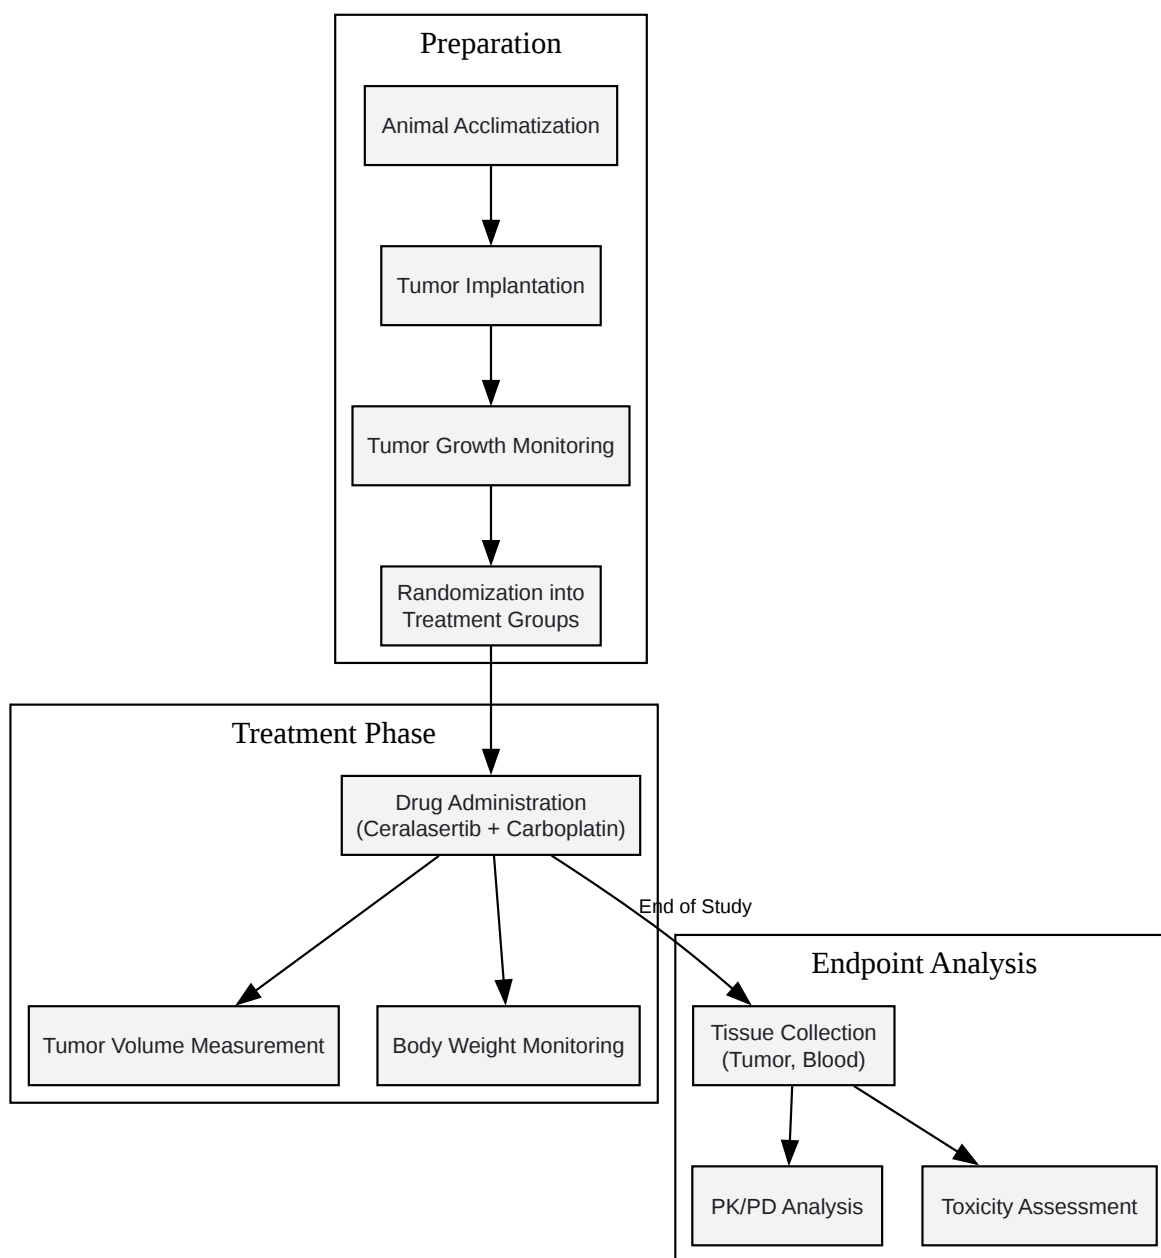 Preparation
Animal Acclimatization
Tumor Implantation
Tumor Growth Monitoring
Randomization into
Treatment Groups
Treatment Phase
Drug Administration
(Ceralasertib + Carboplatin)
End of Study
Endpoint Analysis
Tumor Volume Measurement
Body Weight Monitoring
Tissue Collection
(Tumor, Blood)
PK/PD Analysis
Toxicity Assessment